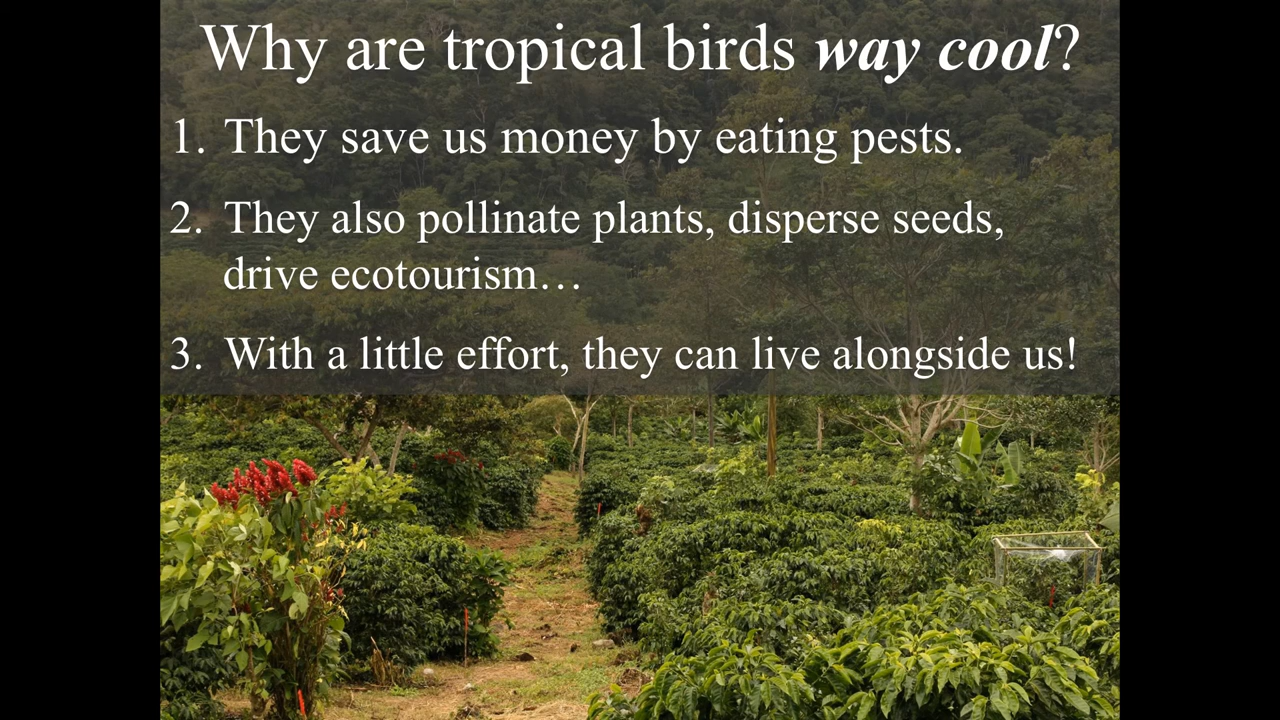 Why are tropical birds way cool?
1. They save us money by eating pests.
2. They also pollinate plants, disperse seeds,
drive ecotourism…
3. With a little effort, they can live alongside us!